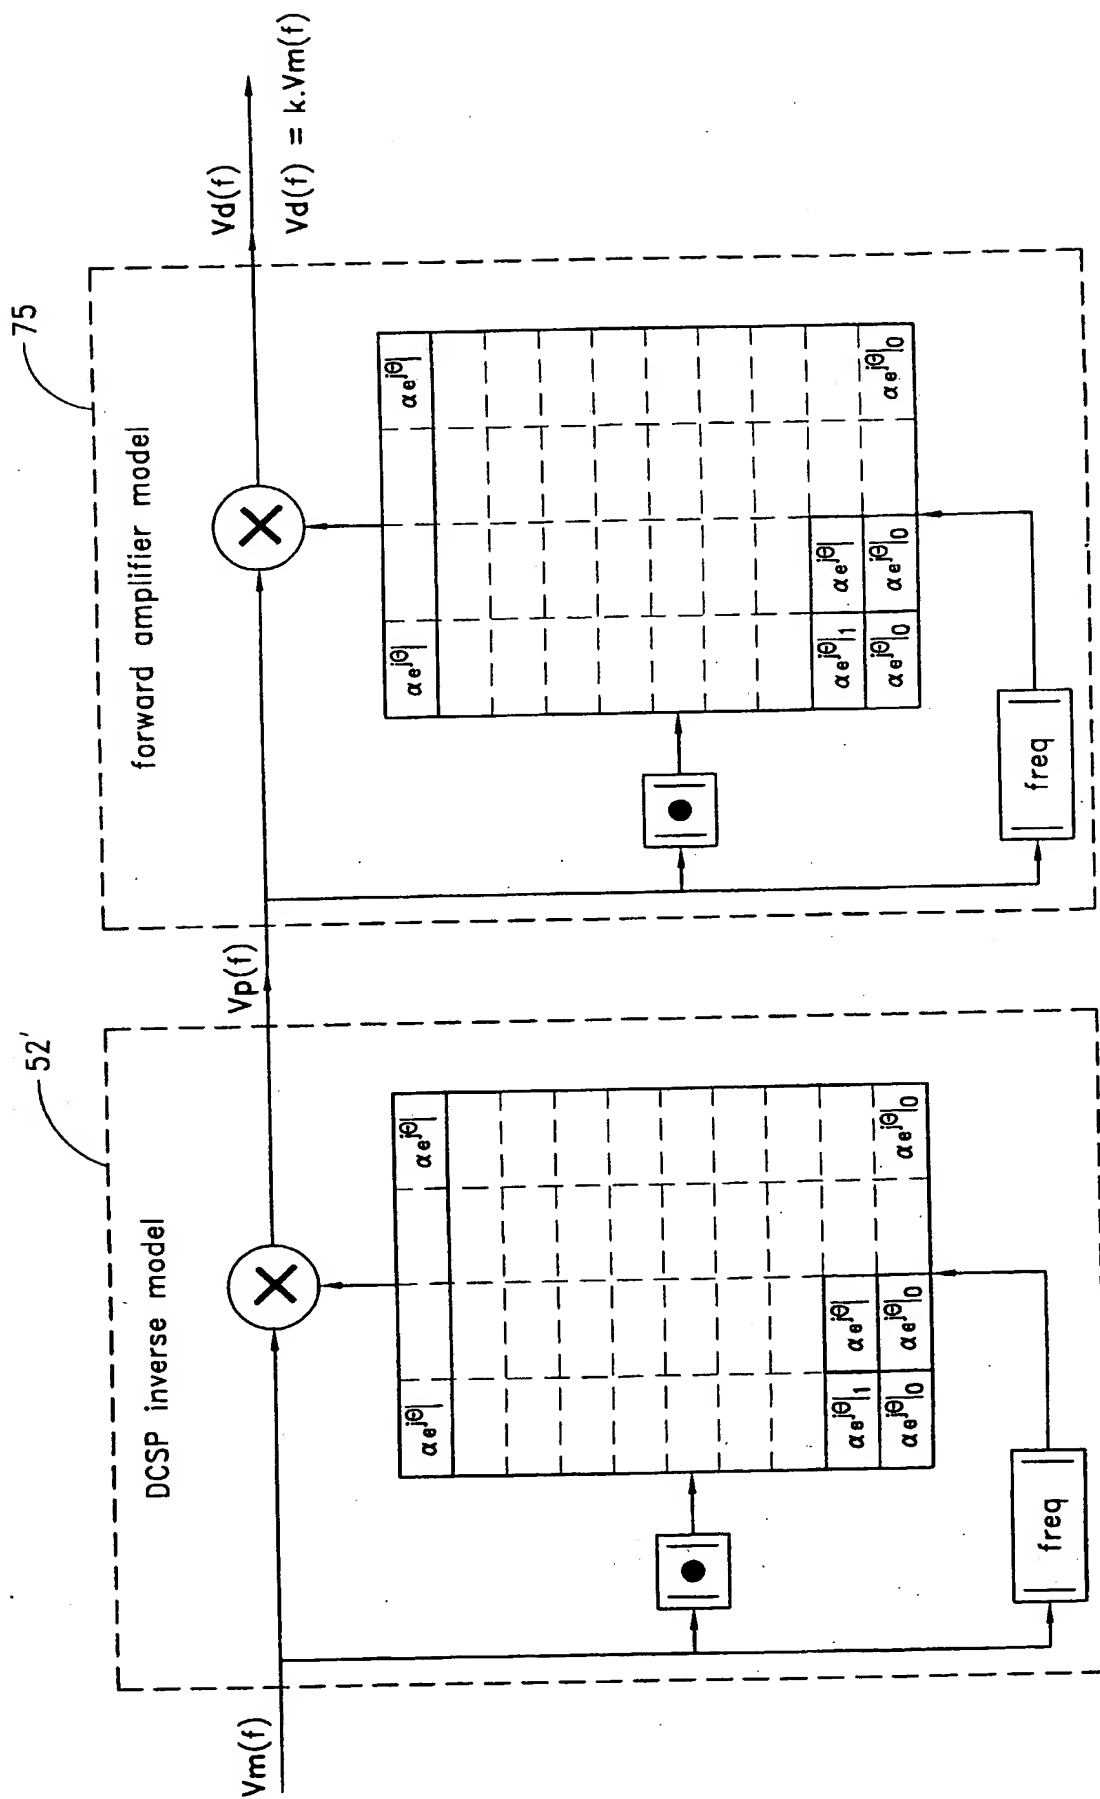 52'
75
DCSP inverse model
forward amplifier model
Vm(f)
Vp(f)
Vd(f)
Vd(f) = k.Vm(f)
αe^jθ|
αe^jθ|
αe^jθ|1
αe^jθ|
αe^jθ|0
αe^jθ|0
αe^jθ|0
|●|
freq
αe^jθ|
αe^jθ|
αe^jθ|1
αe^jθ|
αe^jθ|0
αe^jθ|0
αe^jθ|0
|●|
freq